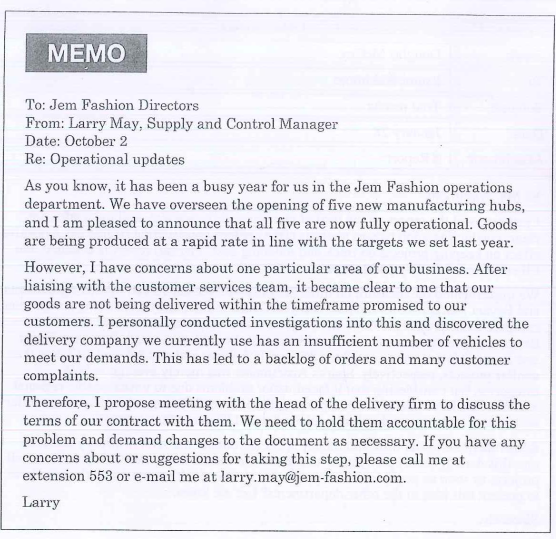 MEMO
To: Jem Fashion Directors
From: Larry May, Supply and Control Manager
Date: October 2
Re: Operational updates
As you know, it has been a busy year for us in the Jem Fashion operations
department. We have overseen the opening of five new manufacturing hubs,
and I am pleased to announce that all five are now fully operational. Goods
are being produced at a rapid rate in line with the targets we set last year.
However, I have concerns about one particular area of our business. After
liaising with the customer services team, it became clear to me that our
goods are not being delivered within the timeframe promised to our
customers. I personally conducted investigations into this and discovered the
delivery company we currently use has an insufficient number of vehicles to
meet our demands. This has led to a backlog of orders and many customer
complaints.
Therefore, I propose meeting with the head of the delivery firm to discuss the
terms of our contract with them. We need to hold them accountable for this
problem and demand changes to the document as necessary. If you have any
concerns about or suggestions for taking this step, please call me at
extension 553 or e-mail me at larry.may@jem-fashion.com.
Larry